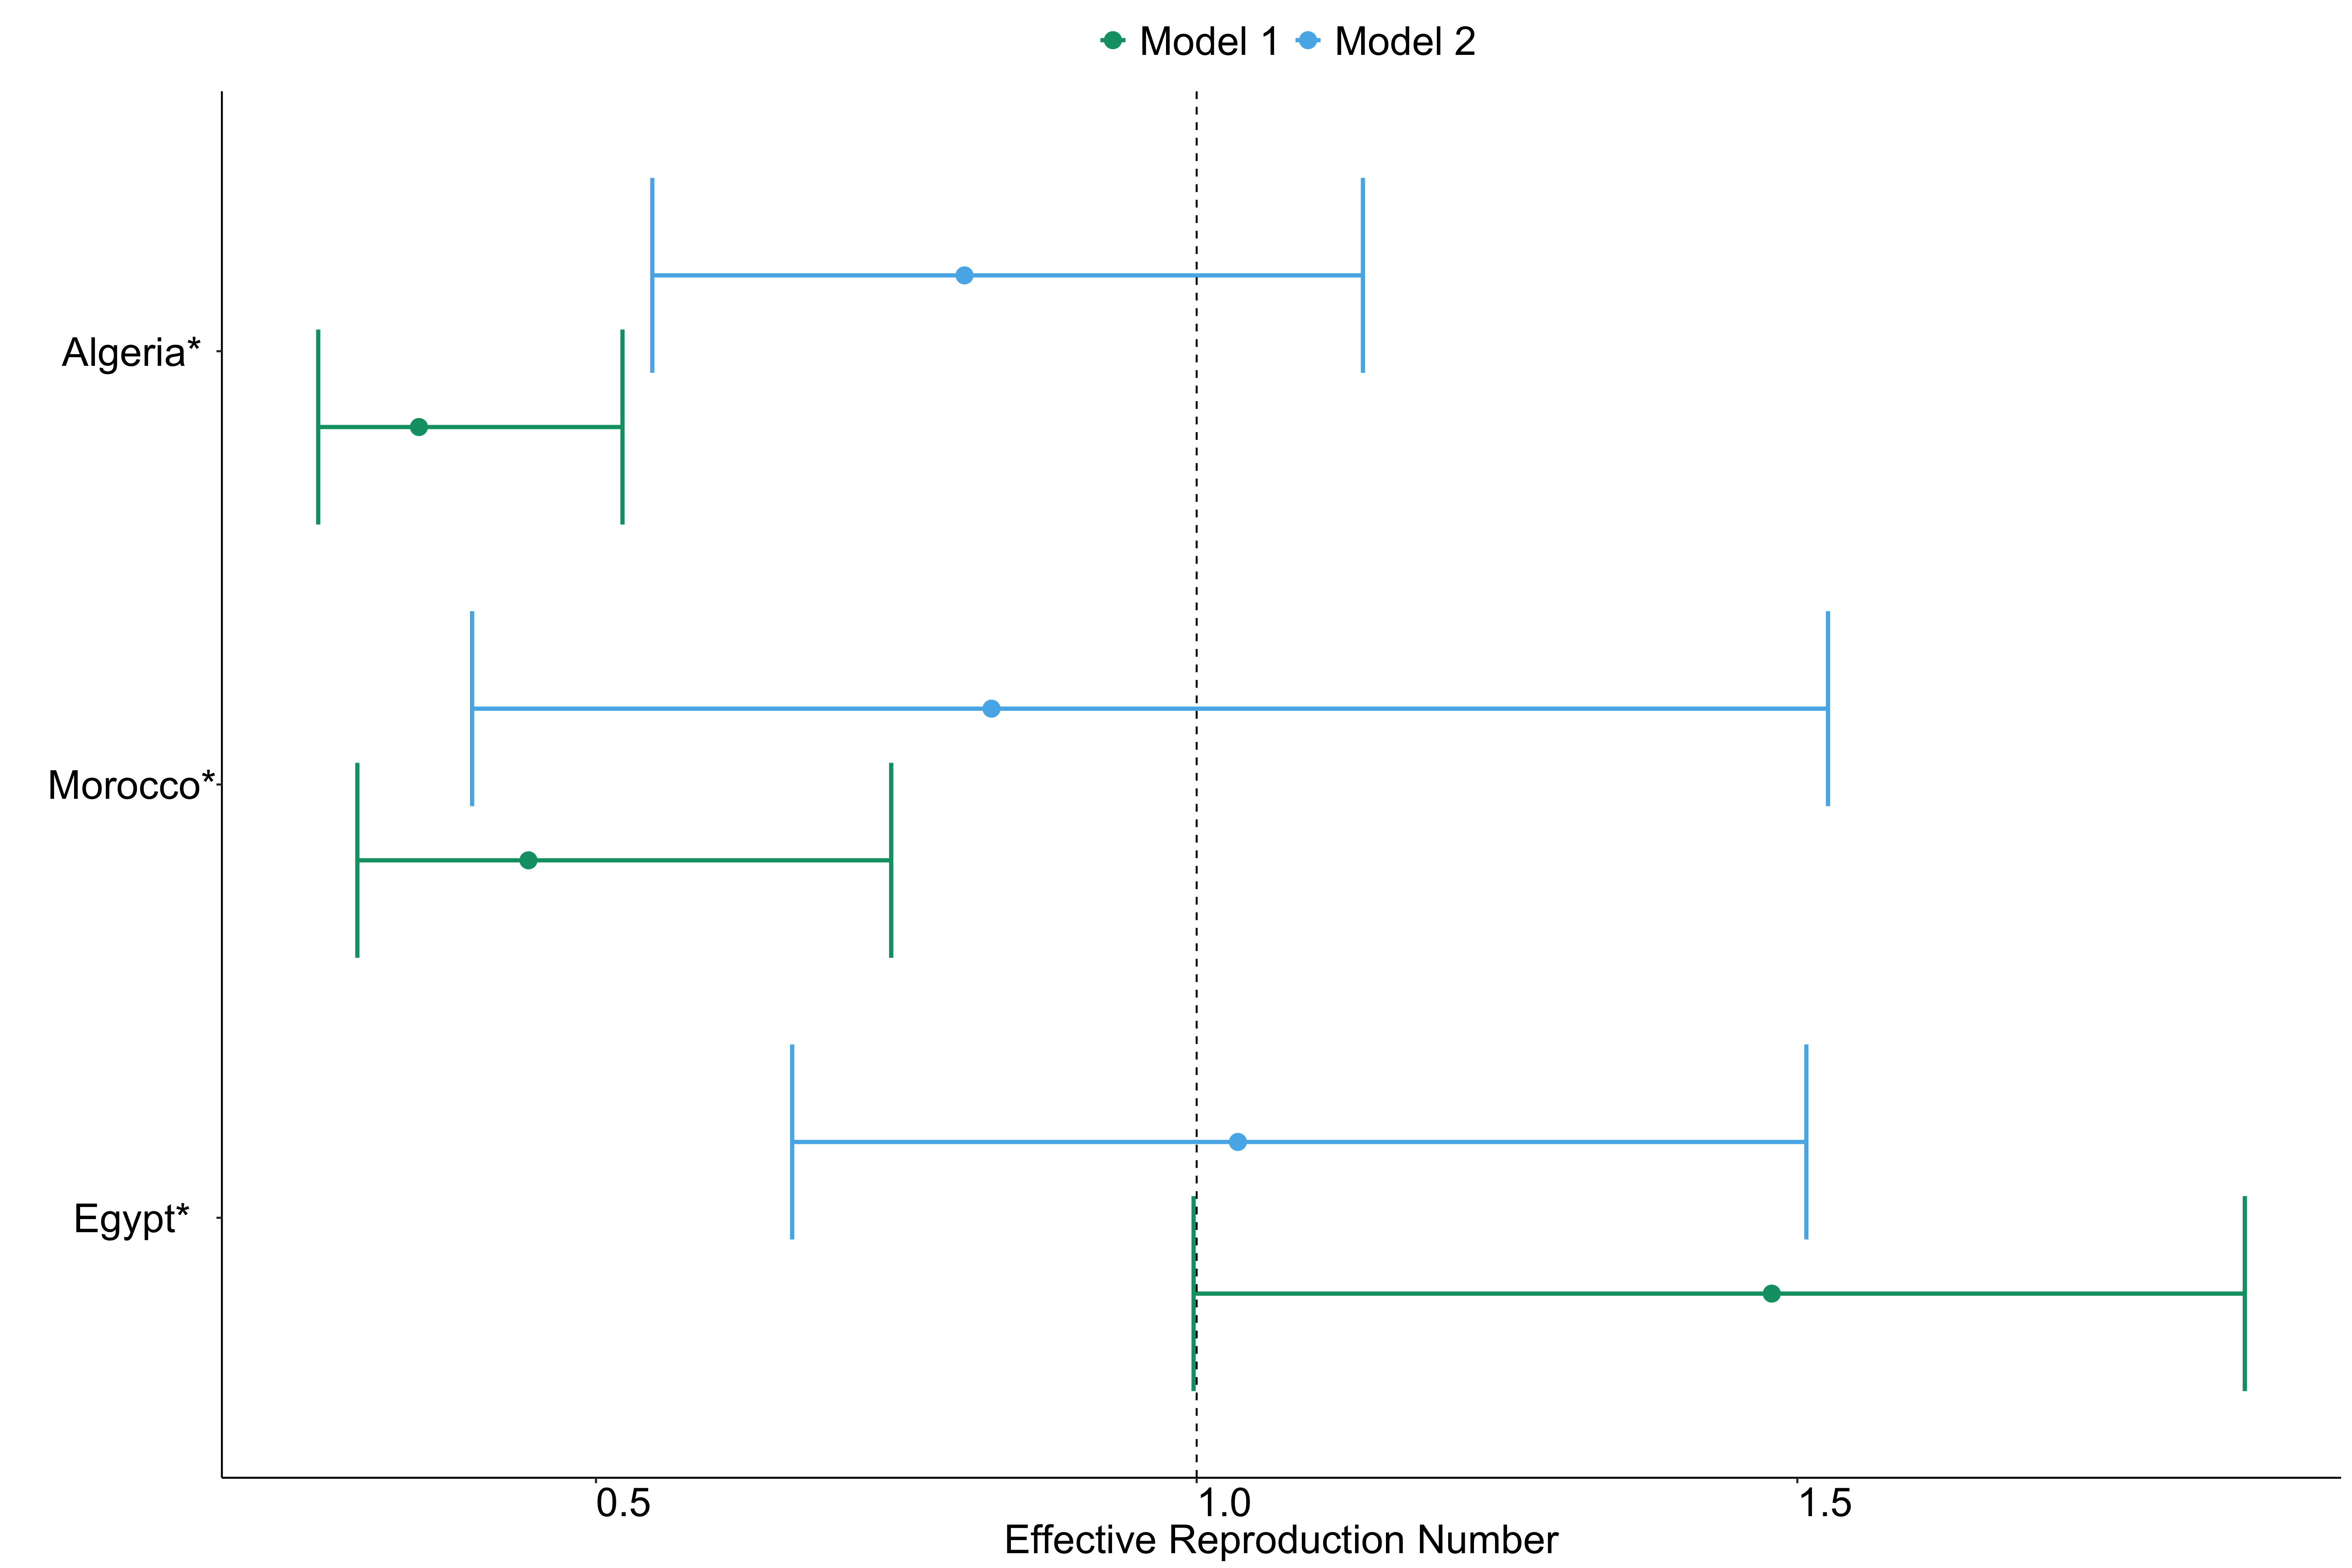 Model 1 Model 2
Algeria*
Morocco*
Egypt*
0.5 1.0 1.5
Effective Reproduction Number